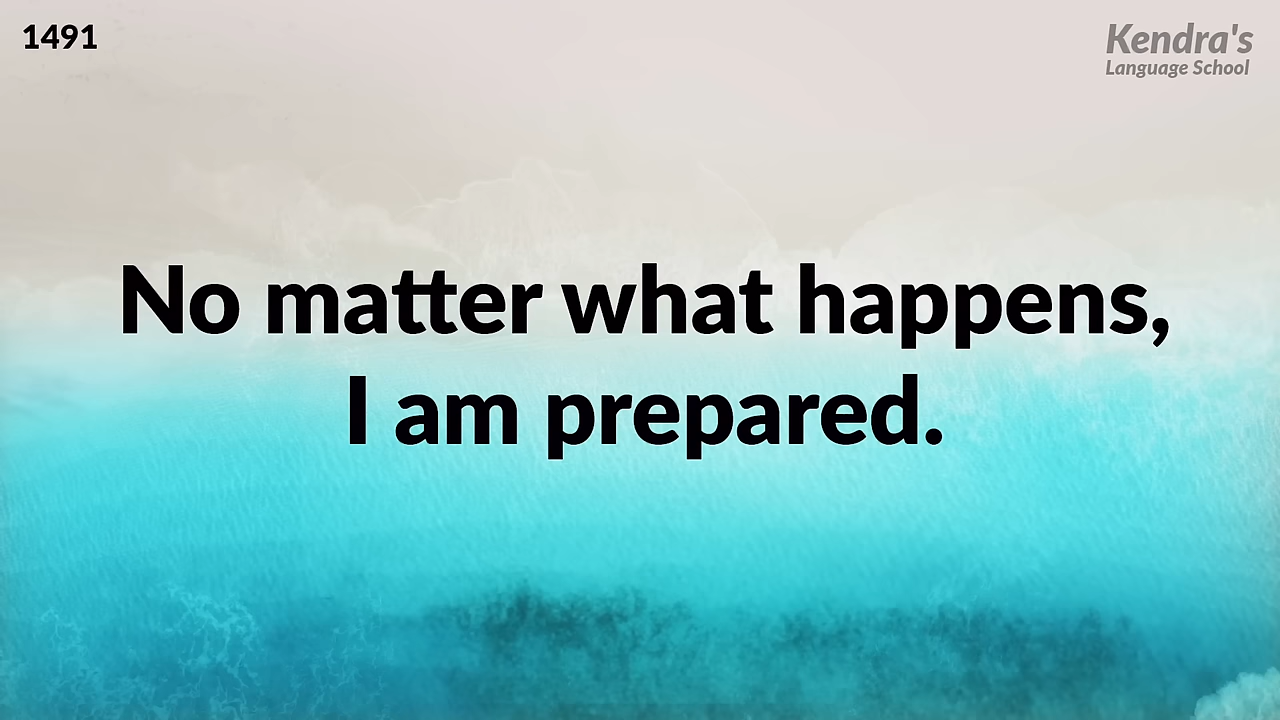 1491
Kendra's
Language School
No matter what happens,
I am prepared.